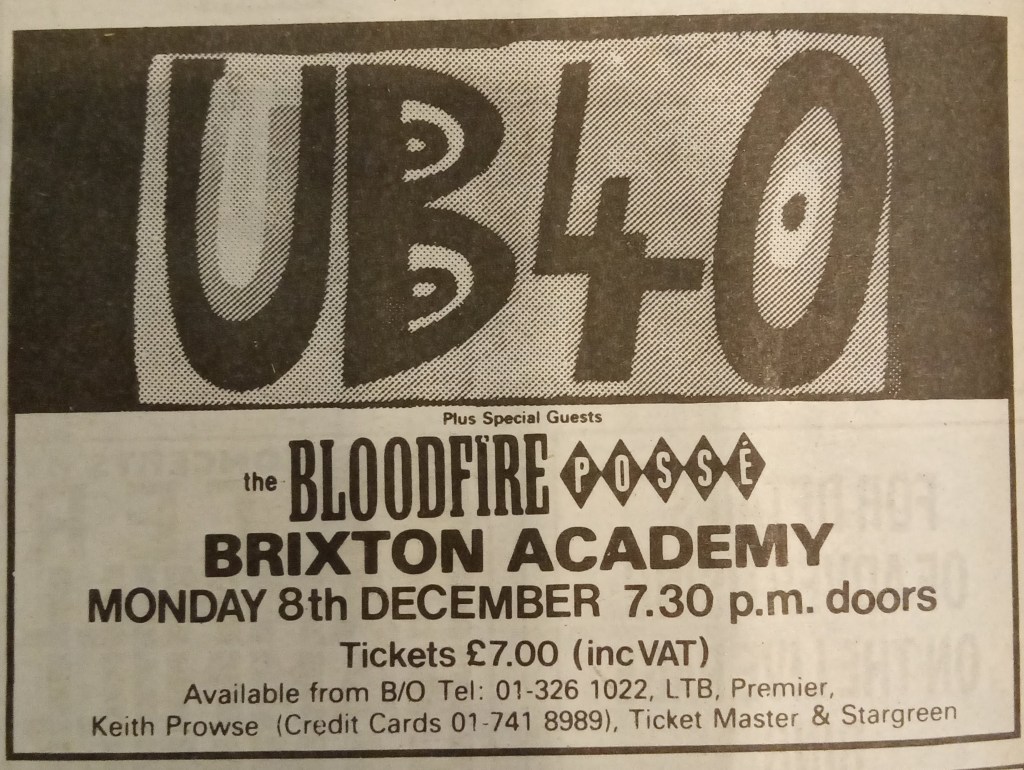 UB40
Plus Special Guests
the BLOODFIRE POSSÉ
BRIXTON ACADEMY
MONDAY 8th DECEMBER 7.30 p.m. doors
Tickets £7.00 (inc VAT)
Available from B/O Tel: 01-326 1022, LTB, Premier,
Keith Prowse (Credit Cards 01-741 8989), Ticket Master & Stargreen